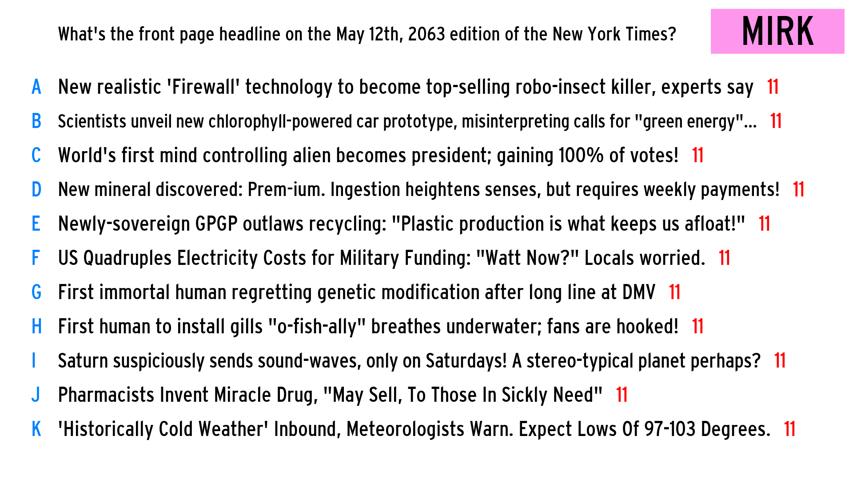 What's the front page headline on the May 12th, 2063 edition of the New York Times?
MIRK
A New realistic 'Firewall' technology to become top-selling robo-insect killer, experts say 11
B Scientists unveil new chlorophyll-powered car prototype, misinterpreting calls for "green energy"... 11
C World's first mind controlling alien becomes president; gaining 100% of votes! 11
D New mineral discovered: Prem-ium. Ingestion heightens senses, but requires weekly payments! 11
E Newly-sovereign GPGP outlaws recycling: "Plastic production is what keeps us afloat!" 11
F US Quadruples Electricity Costs for Military Funding: "Watt Now?" Locals worried. 11
G First immortal human regretting genetic modification after long line at DMV 11
H First human to install gills "o-fish-ally" breathes underwater; fans are hooked! 11
I Saturn suspiciously sends sound-waves, only on Saturdays! A stereo-typical planet perhaps? 11
J Pharmacists Invent Miracle Drug, "May Sell, To Those In Sickly Need" 11
K 'Historically Cold Weather' Inbound, Meteorologists Warn. Expect Lows Of 97-103 Degrees. 11